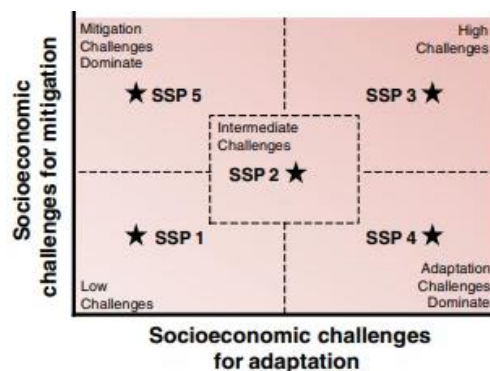 Mitigation
Challenges
Dominate
High
Challenges
SSP 5
SSP 3
Intermediate
Challenges
SSP 2
SSP 1
SSP 4
Low
Challenges
Adaptation
Challenges
Dominate
Socioeconomic
challenges for mitigation
Socioeconomic challenges
for adaptation